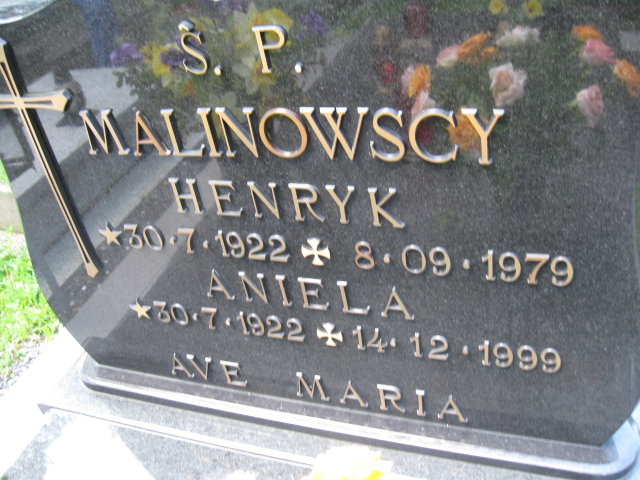 Š. P.
MALINOWSCY
HENRYK
★30·7·1922 ✠ 8·09·1979
ANIELA
★30·7·1922 ✠ 14·12·1999
AVE MARIA